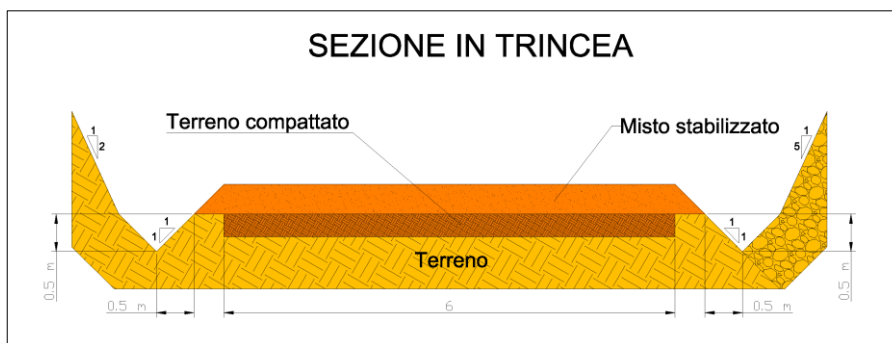 SEZIONE IN TRINCEA
Terreno compattato
Misto stabilizzato
1
2
1
5
1
1
1
1
Terreno
0.5 m
0.5 m
0.5 m
6
0.5 m